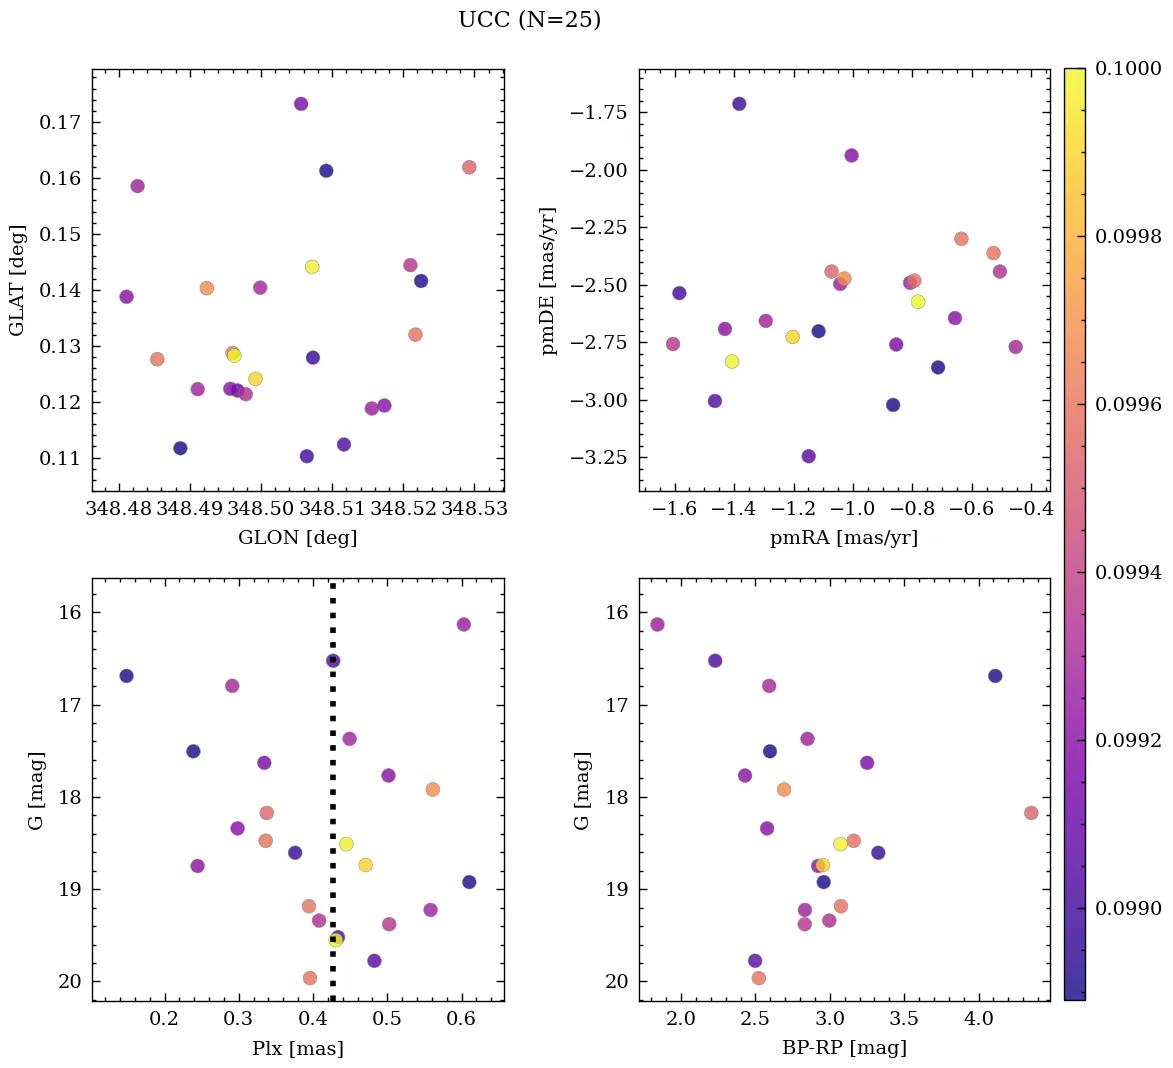 UCC (N=25)
0.17
0.16
0.15
0.14
0.13
0.12
0.11
GLAT [deg]
348.48 348.49 348.50 348.51 348.52 348.53
GLON [deg]
−1.75
−2.00
−2.25
−2.50
−2.75
−3.00
−3.25
pmDE [mas/yr]
−1.6 −1.4 −1.2 −1.0 −0.8 −0.6 −0.4
pmRA [mas/yr]
16
17
18
19
20
G [mag]
0.2 0.3 0.4 0.5 0.6
Plx [mas]
16
17
18
19
20
G [mag]
2.0 2.5 3.0 3.5 4.0
BP-RP [mag]
0.1000
0.0998
0.0996
0.0994
0.0992
0.0990